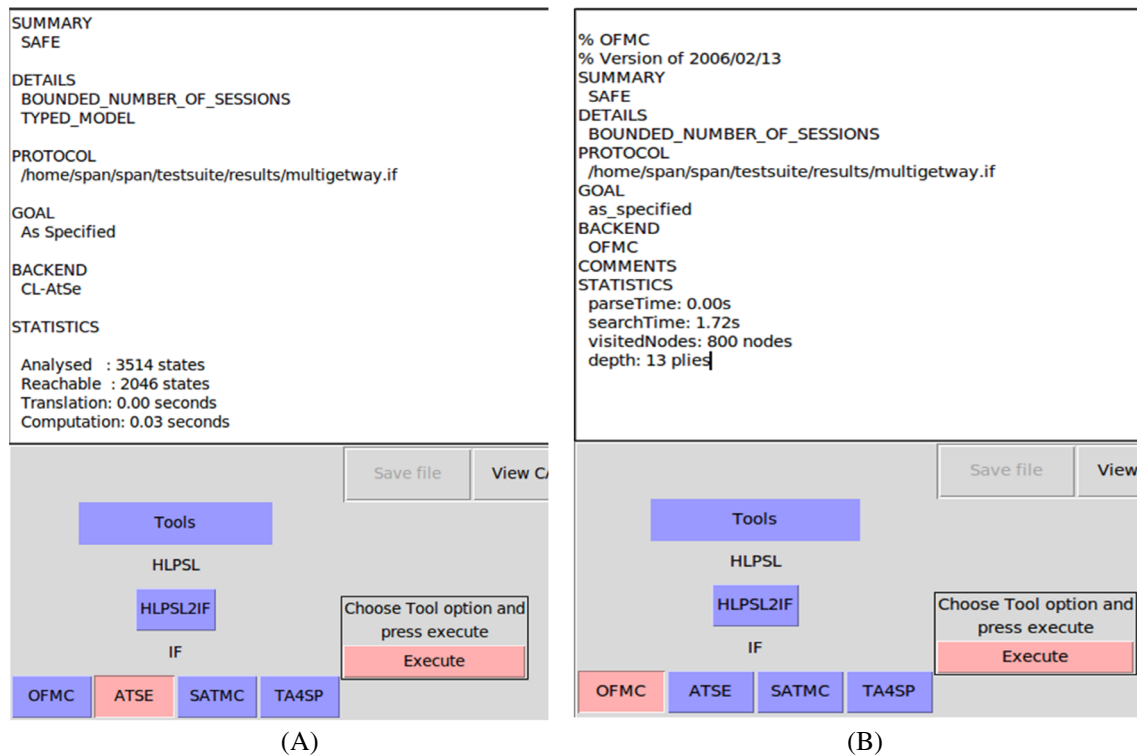 SUMMARY
SAFE
DETAILS
BOUNDED_NUMBER_OF_SESSIONS
TYPED_MODEL
PROTOCOL
/home/span/span/testsuite/results/multigetway.if
GOAL
As Specified
BACKEND
CL-AtSe
STATISTICS
Analysed : 3514 states
Reachable : 2046 states
Translation: 0.00 seconds
Computation: 0.03 seconds
Save file
View CA
Tools
HLPSL
HLPSL2IF
Choose Tool option and
press execute
IF
Execute
OFMC
ATSE
SATMC
TA4SP
(A)
% OFMC
% Version of 2006/02/13
SUMMARY
SAFE
DETAILS
BOUNDED_NUMBER_OF_SESSIONS
PROTOCOL
/home/span/span/testsuite/results/multigetway.if
GOAL
as_specified
BACKEND
OFMC
COMMENTS
STATISTICS
parseTime: 0.00s
searchTime: 1.72s
visitedNodes: 800 nodes
depth: 13 plies
Save file
View
Tools
HLPSL
HLPSL2IF
Choose Tool option and
press execute
IF
Execute
OFMC
ATSE
SATMC
TA4SP
(B)